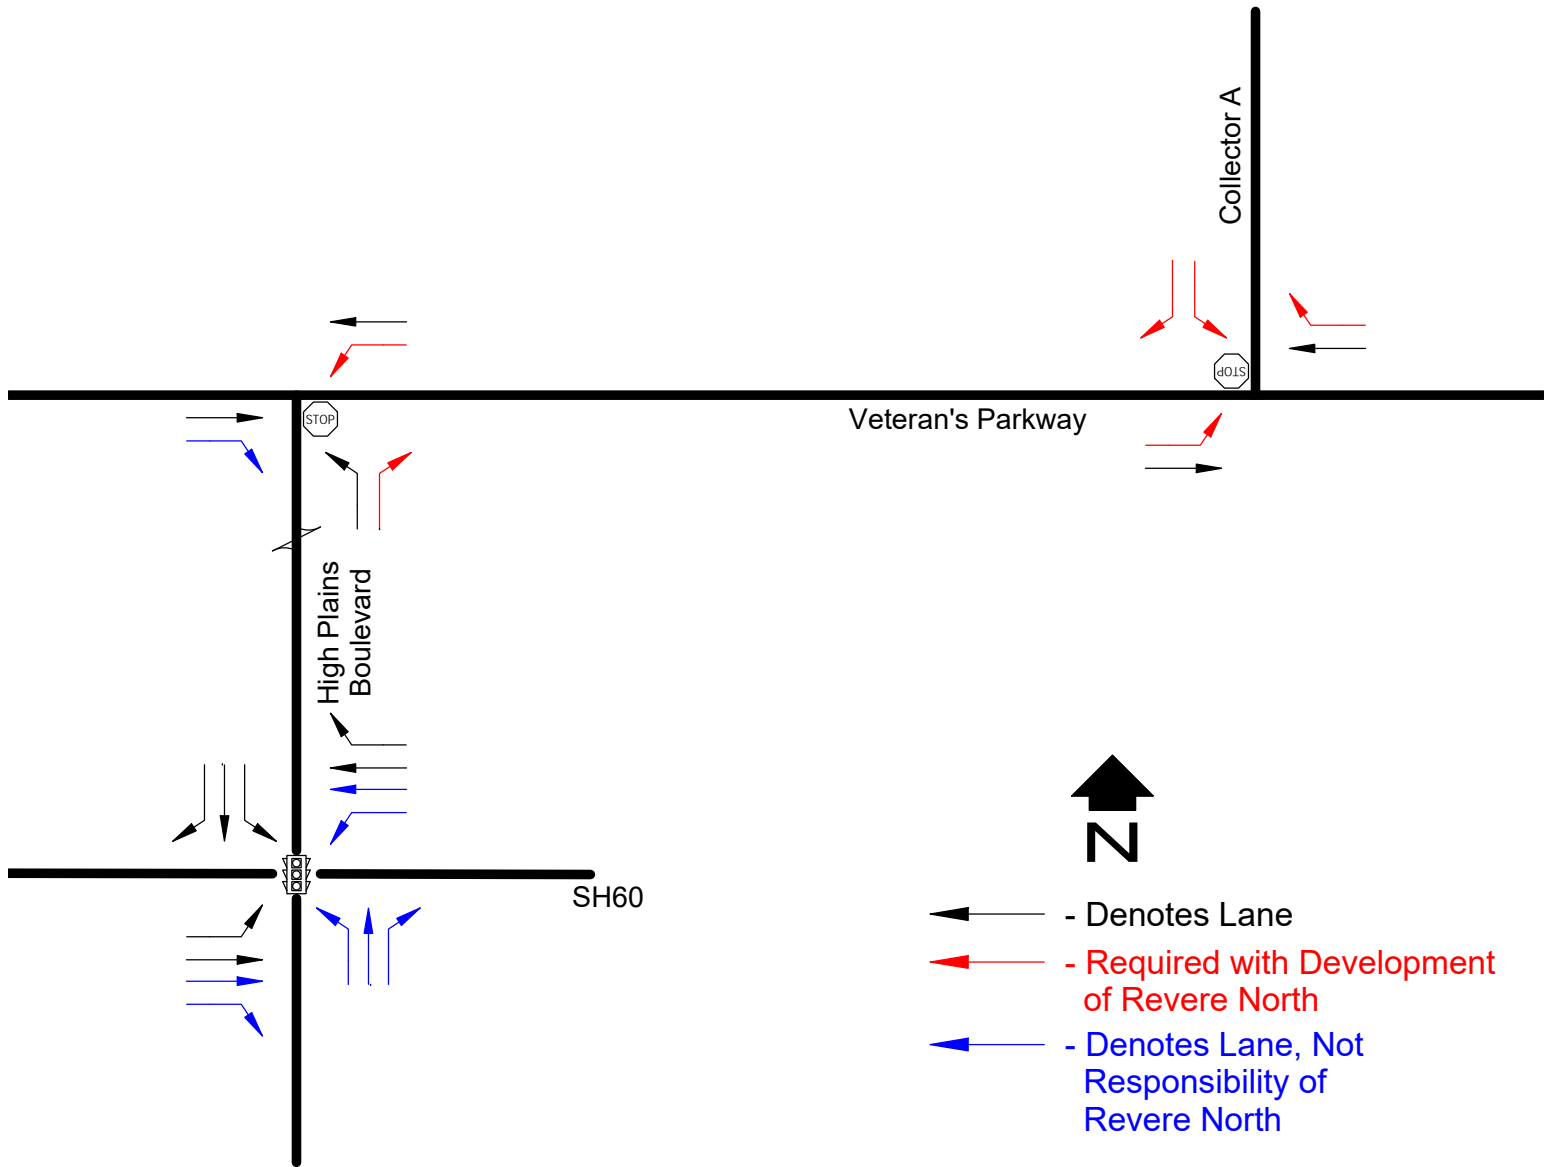 Collector A
STOP
STOP
Veteran's Parkway
High Plains
Boulevard
N
SH60
- Denotes Lane
- Required with Development
of Revere North
- Denotes Lane, Not
Responsibility of
Revere North